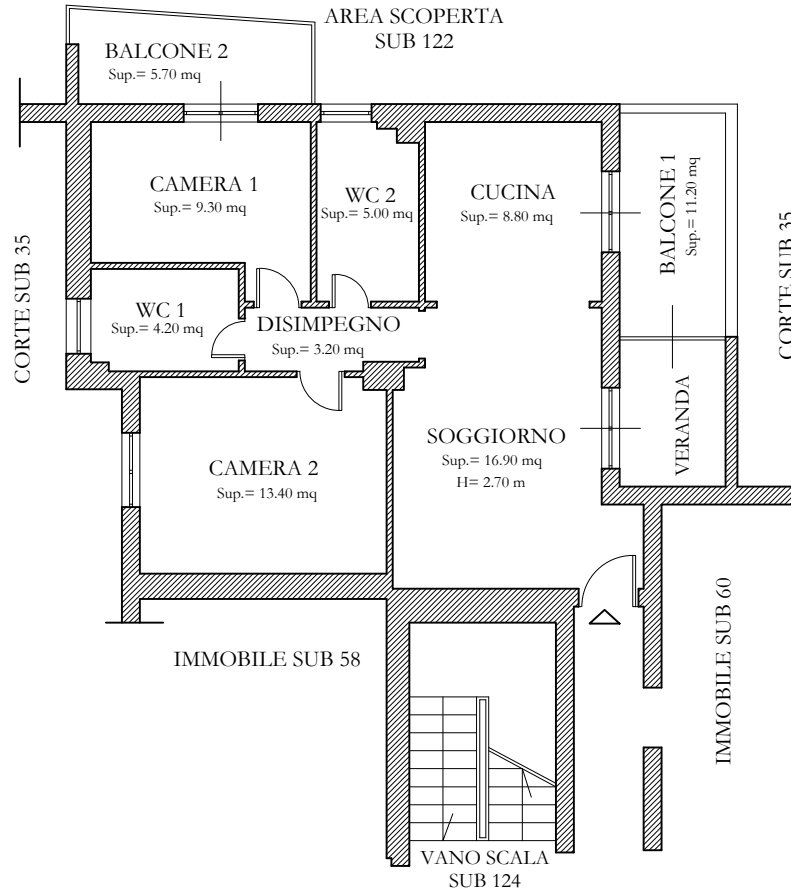 AREA SCOPERTA
SUB 122
BALCONE 2
Sup.= 5.70 mq
CAMERA 1
Sup.= 9.30 mq
WC 2
Sup.= 5.00 mq
CUCINA
Sup.= 8.80 mq
BALCONE 1
Sup.= 11.20 mq
CORTE SUB 35
CORTE SUB 35
WC 1
Sup.= 4.20 mq
DISIMPEGNO
Sup.= 3.20 mq
CAMERA 2
Sup.= 13.40 mq
SOGGIORNO
Sup.= 16.90 mq
H= 2.70 m
VERANDA
IMMOBILE SUB 58
IMMOBILE SUB 60
VANO SCALA
SUB 124